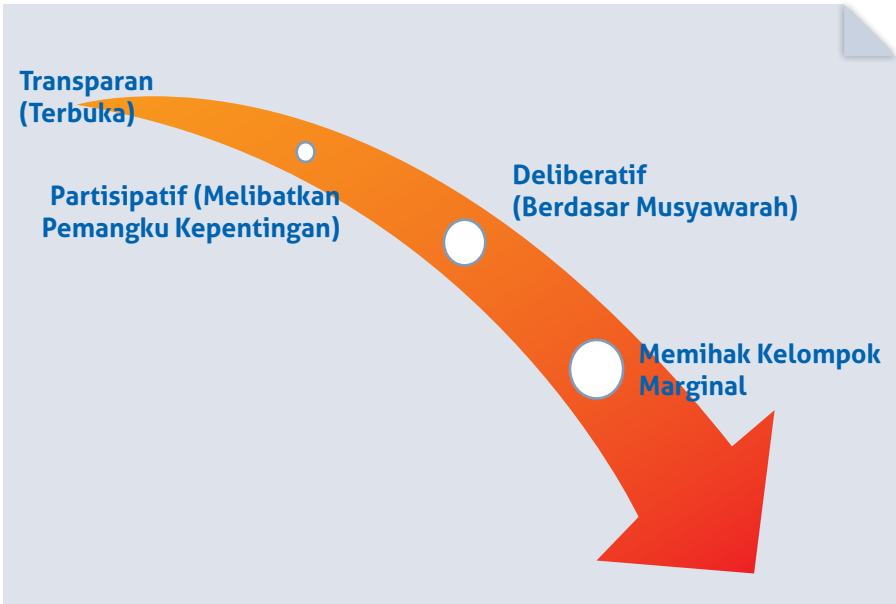 Transparan
(Terbuka)
Partisipatif (Melibatkan
Pemangku Kepentingan)
Deliberatif
(Berdasar Musyawarah)
Memihak Kelompok
Marginal